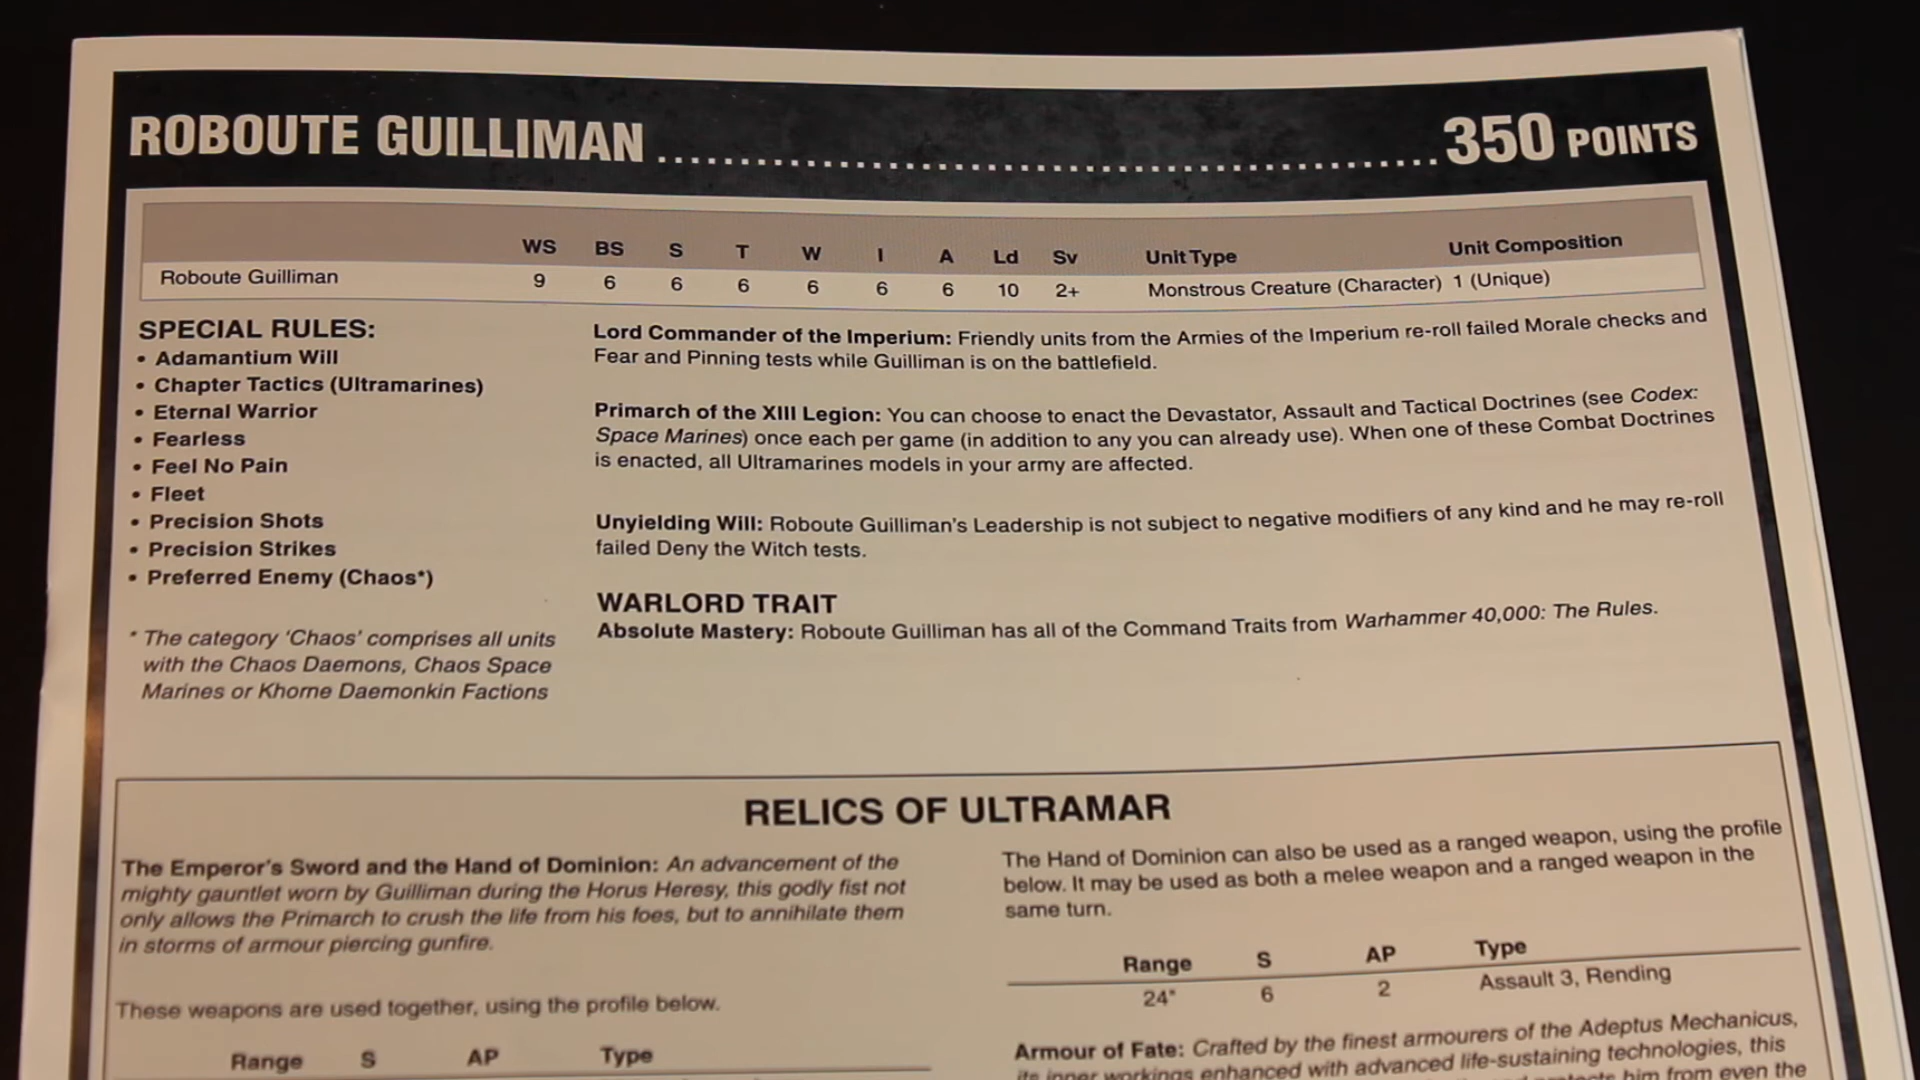 ROBOUTE GUILLIMAN ........................................................ 350 POINTS
WS BS S T W I A Ld Sv Unit Type Unit Composition
Roboute Guilliman 9 6 6 6 6 6 6 10 2+ Monstrous Creature (Character) 1 (Unique)
SPECIAL RULES:
• Adamantium Will
• Chapter Tactics (Ultramarines)
• Eternal Warrior
• Fearless
• Feel No Pain
• Fleet
• Precision Shots
• Precision Strikes
• Preferred Enemy (Chaos*)
* The category 'Chaos' comprises all units
with the Chaos Daemons, Chaos Space
Marines or Khorne Daemonkin Factions
Lord Commander of the Imperium: Friendly units from the Armies of the Imperium re-roll failed Morale checks and
Fear and Pinning tests while Guilliman is on the battlefield.
Primarch of the XIII Legion: You can choose to enact the Devastator, Assault and Tactical Doctrines (see Codex:
Space Marines) once each per game (in addition to any you can already use). When one of these Combat Doctrines
is enacted, all Ultramarines models in your army are affected.
Unyielding Will: Roboute Guilliman's Leadership is not subject to negative modifiers of any kind and he may re-roll
failed Deny the Witch tests.
WARLORD TRAIT
Absolute Mastery: Roboute Guilliman has all of the Command Traits from Warhammer 40,000: The Rules.
RELICS OF ULTRAMAR
The Emperor's Sword and the Hand of Dominion: An advancement of the
mighty gauntlet worn by Guilliman during the Horus Heresy, this godly fist not
only allows the Primarch to crush the life from his foes, but to annihilate them
in storms of armour piercing gunfire.
These weapons are used together, using the profile below.
Range S AP Type
The Hand of Dominion can also be used as a ranged weapon, using the profile
below. It may be used as both a melee weapon and a ranged weapon in the
same turn.
Range S AP Type
24" 6 2 Assault 3, Rending
Armour of Fate: Crafted by the finest armourers of the Adeptus Mechanicus,
its inner workings enhanced with advanced life-sustaining technologies, this
him from even the